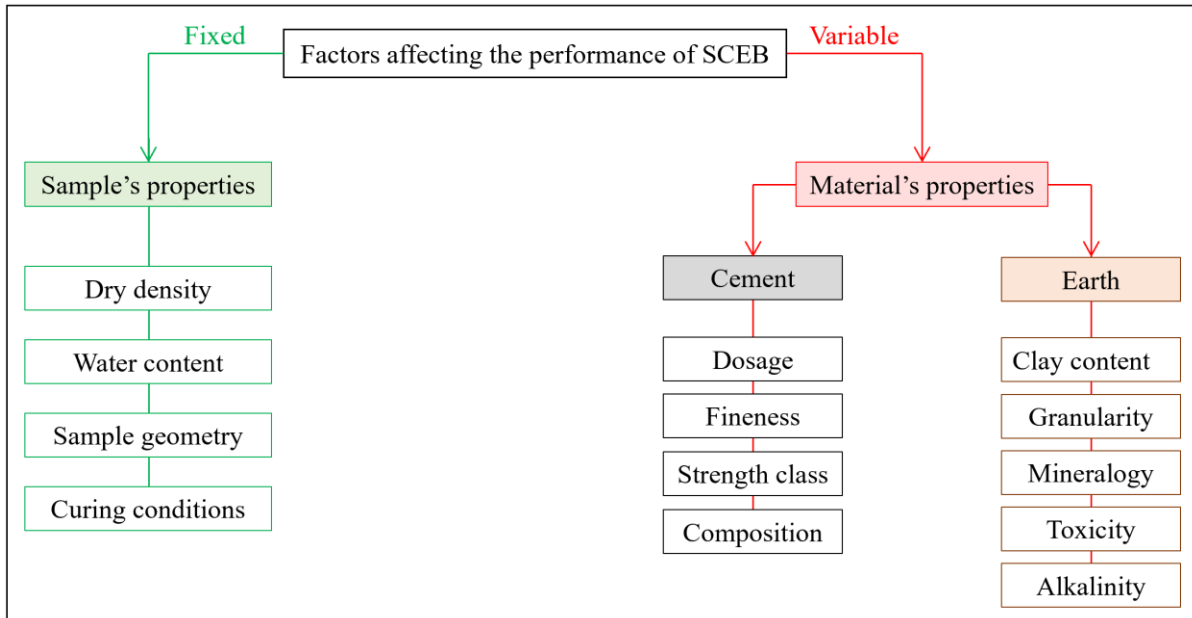 Fixed
Factors affecting the performance of SCEB
Variable
Sample’s properties
Dry density
Water content
Sample geometry
Curing conditions
Material’s properties
Cement
Dosage
Fineness
Strength class
Composition
Earth
Clay content
Granularity
Mineralogy
Toxicity
Alkalinity